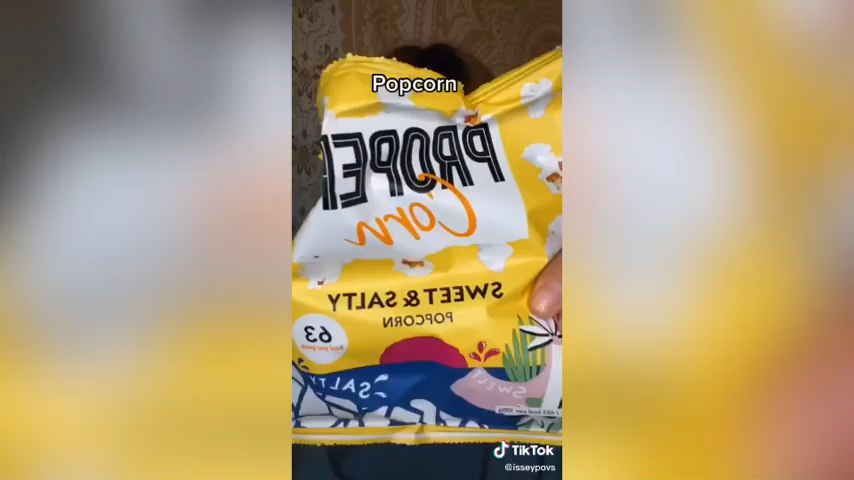 Popcorn
PROPER
Corn
SWEET & SALTY
POPCORN
63
SALTY
SWEET
TikTok
@isseypovs